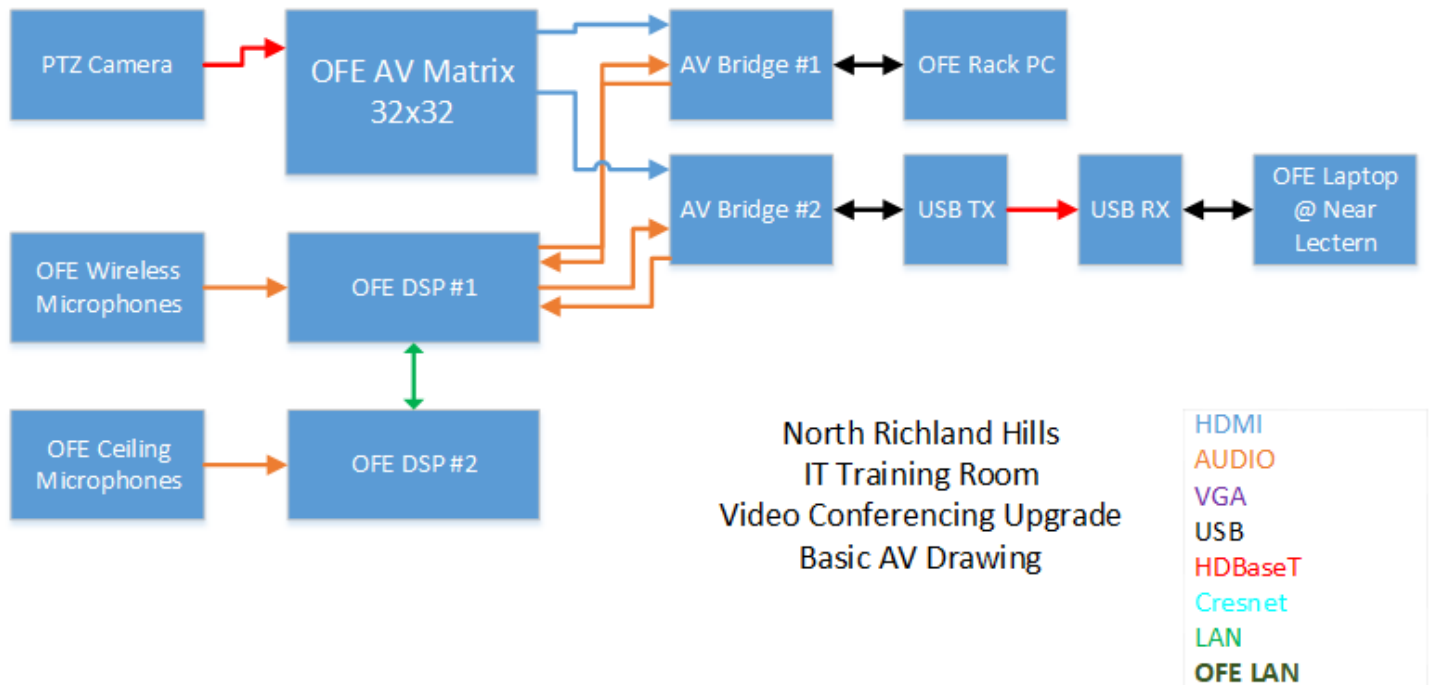 PTZ Camera
OFE AV Matrix
32x32
AV Bridge #1
OFE Rack PC
AV Bridge #2
USB TX
USB RX
OFE Laptop
@ Near
Lectern
OFE Wireless
Microphones
OFE DSP #1
OFE Ceiling
Microphones
OFE DSP #2
North Richland Hills
IT Training Room
Video Conferencing Upgrade
Basic AV Drawing
HDMI
AUDIO
VGA
USB
HDBaseT
Cresnet
LAN
OFE LAN